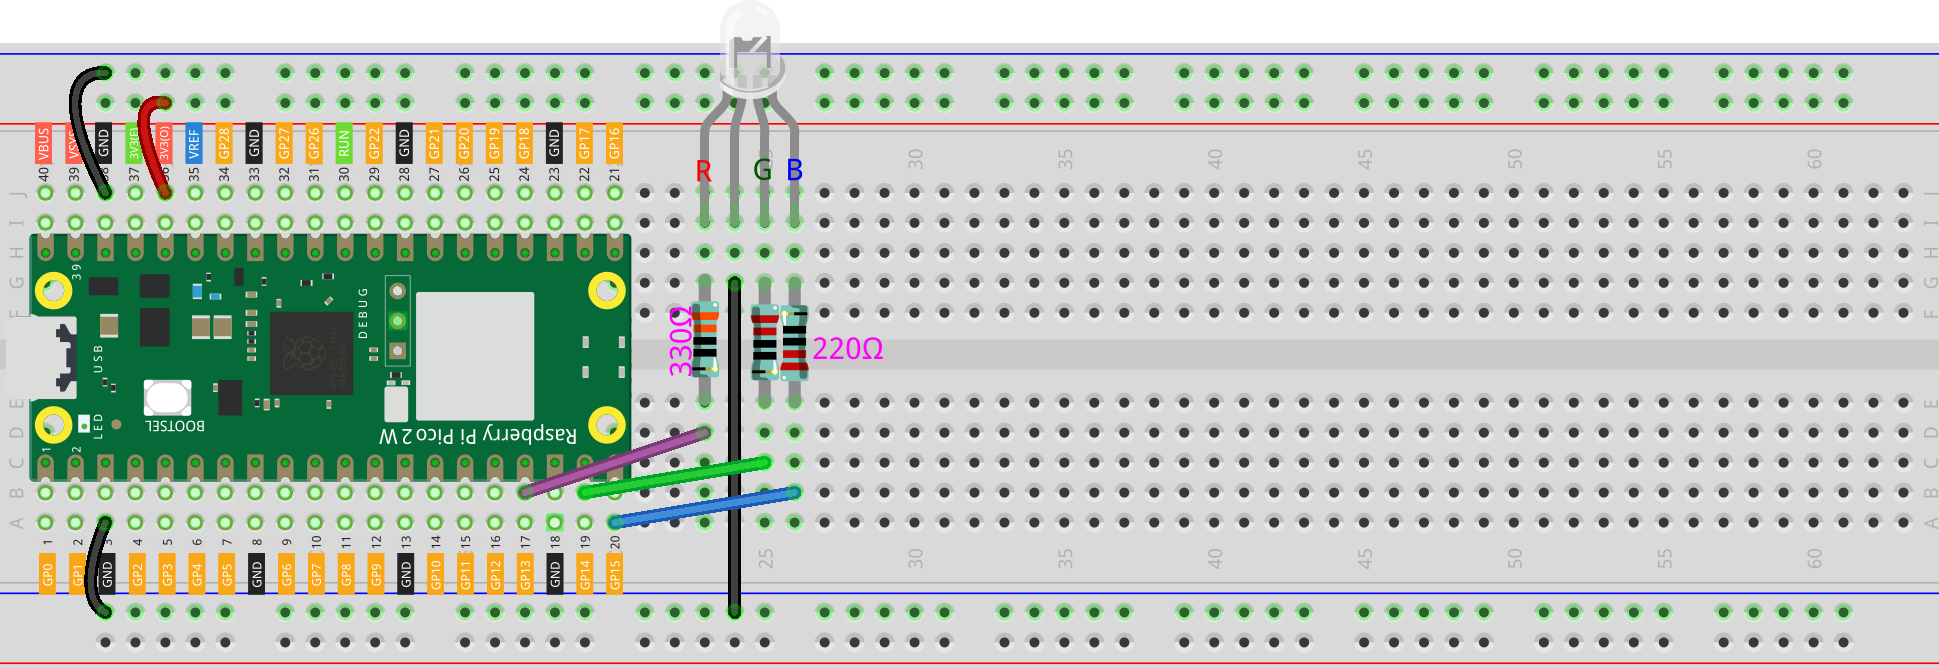 VBUS VSYS GND 3V3(E) 3V3(O) VREF GP28 GND GP27 GP26 RUN GP22 GND GP21 GP20 GP19 GP18 GND GP17 GP16
40 39 38 37 36 35 34 33 32 31 30 29 28 27 26 25 24 23 22 21
R G B
30 35 40 45 50 55 60
J J
I I
H H
G G
F F
39
DEBUG
USB
330Ω
220Ω
BOOTSEL
LED
Raspberry Pi Pico 2 W
1 2
E E
D D
C C
B B
A A
1 2 3 4 5 6 7 8 9 10 11 12 13 14 15 16 17 18 19 20
25 30 35 40 45 50 55 60
GP0 GP1 GND GP2 GP3 GP4 GP5 GND GP6 GP7 GP8 GP9 GND GP10 GP11 GP12 GP13 GND GP14 GP15